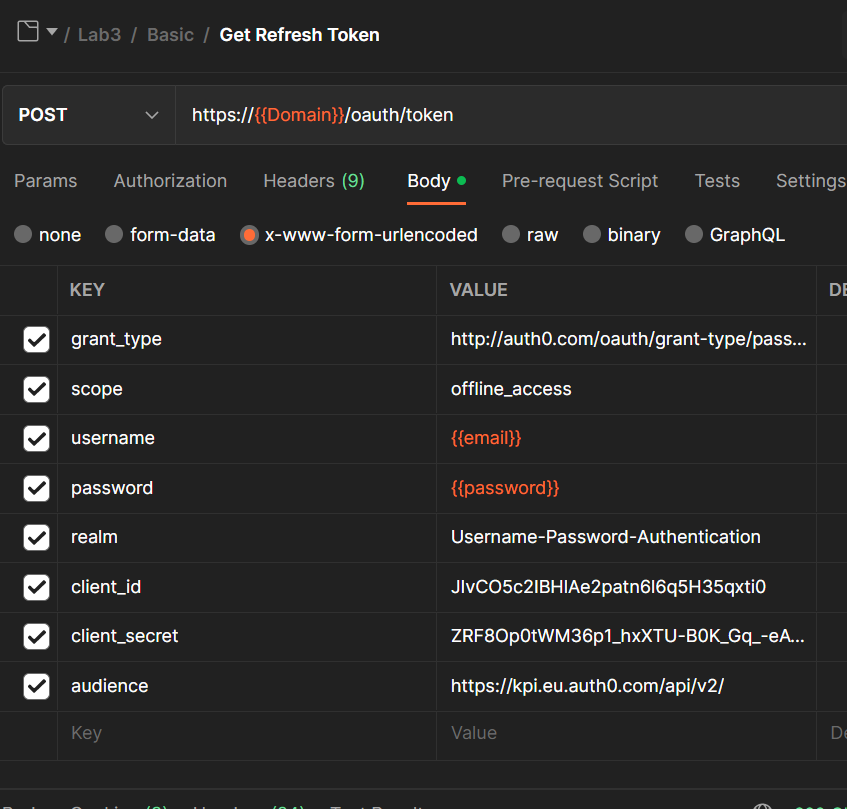 / Lab3 / Basic / Get Refresh Token
POST https://{{Domain}}/oauth/token
Params Authorization Headers (9) Body Pre-request Script Tests Settings
none form-data x-www-form-urlencoded raw binary GraphQL
KEY VALUE
grant_type http://auth0.com/oauth/grant-type/pass...
scope offline_access
username {{email}}
password {{password}}
realm Username-Password-Authentication
client_id JIvCO5c2IBHlAe2patn6l6q5H35qxti0
client_secret ZRF8Op0tWM36p1_hxXTU-B0K_Gq_-eA...
audience https://kpi.eu.auth0.com/api/v2/
Key Value